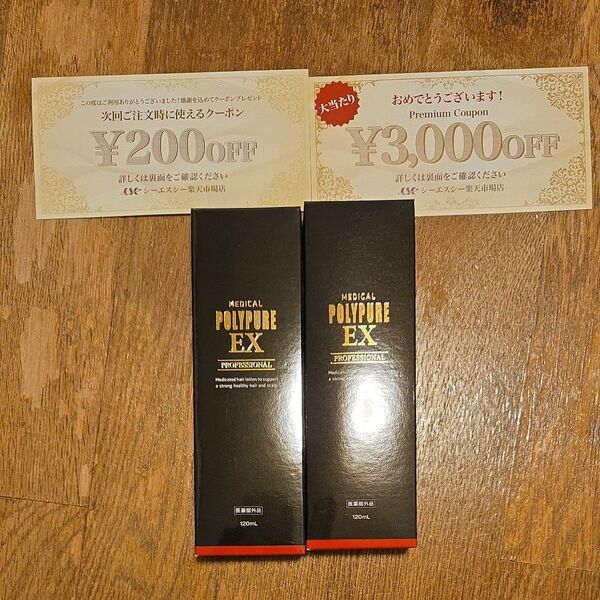 この度はご利用ありがとうございました!感謝を込めてクーポンプレゼント
次回ご注文時に使えるクーポン
¥200OFF
詳しくは裏面をご確認ください
CSC シーエスシー楽天市場店
大当たり
おめでとうございます!
Premium Coupon
¥3,000OFF
詳しくは裏面をご確認ください
CSC シーエスシー楽天市場店
MEDICAL
POLYPURE
EX
PROFESSIONAL
Medicated hair lotion to support
a strong healthy hair and scalp
医薬部外品
120mL
MEDICAL
POLYPURE
EX
PROFESSIONAL
医薬部外品
120mL